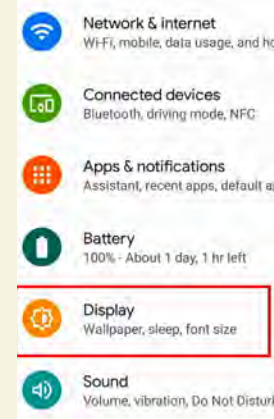 Network & internet
Wi-Fi, mobile, data usage, and
Connected devices
Bluetooth, driving mode, NFC
Apps & notifications
Assistant, recent apps, default
Battery
100% - About 1 day, 1 hr left
Display
Wallpaper, sleep, font size
Sound
Volume, vibration, Do Not